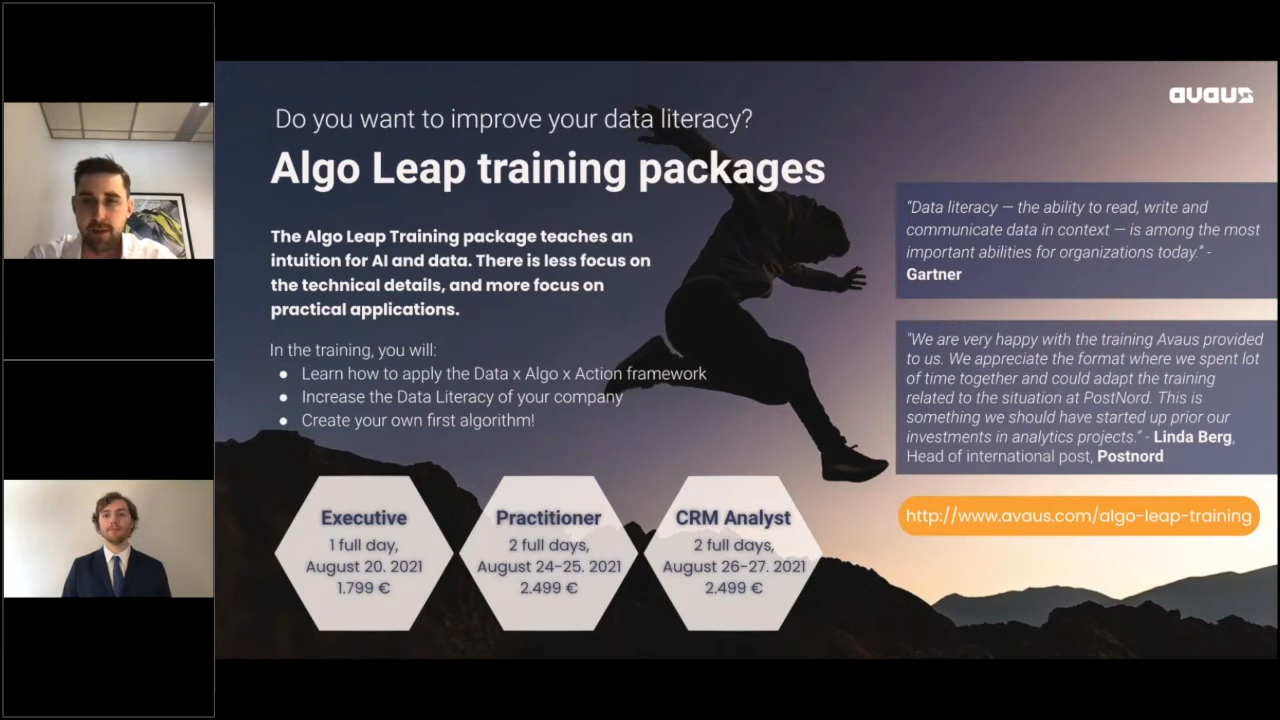 avaus
Do you want to improve your data literacy?
Algo Leap training packages
The Algo Leap Training package teaches an
intuition for AI and data. There is less focus on
the technical details, and more focus on
practical applications.
In the training, you will:
● Learn how to apply the Data x Algo x Action framework
● Increase the Data Literacy of your company
● Create your own first algorithm!
Executive
1 full day,
August 20. 2021
1.799 €
Practitioner
2 full days,
August 24-25. 2021
2.499 €
CRM Analyst
2 full days,
August 26-27. 2021
2.499 €
"Data literacy — the ability to read, write and
communicate data in context — is among the most
important abilities for organizations today." -
Gartner
"We are very happy with the training Avaus provided
to us. We appreciate the format where we spent lot
of time together and could adapt the training
related to the situation at PostNord. This is
something we should have started up prior our
investments in analytics projects." - Linda Berg,
Head of international post, Postnord
http://www.avaus.com/algo-leap-training